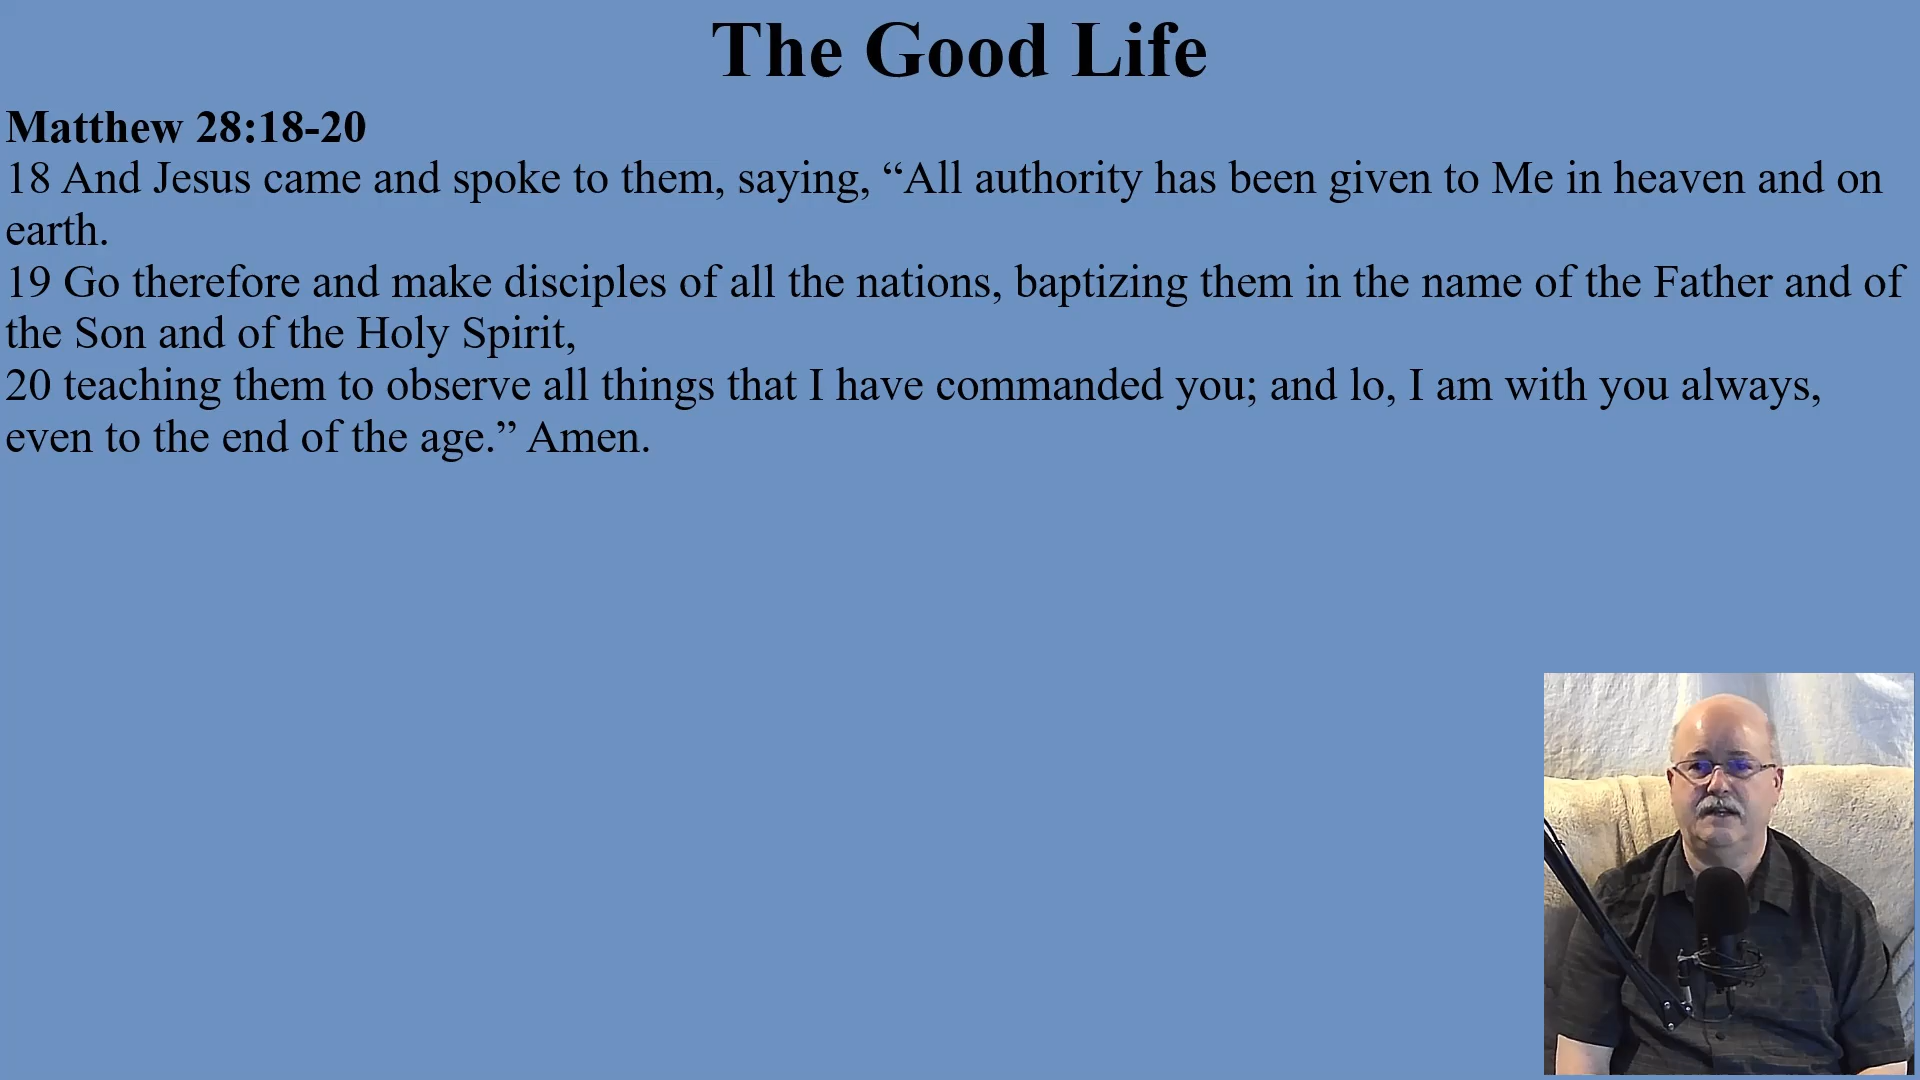 The Good Life
Matthew 28:18-20
18 And Jesus came and spoke to them, saying, “All authority has been given to Me in heaven and on
earth.
19 Go therefore and make disciples of all the nations, baptizing them in the name of the Father and of
the Son and of the Holy Spirit,
20 teaching them to observe all things that I have commanded you; and lo, I am with you always,
even to the end of the age.” Amen.